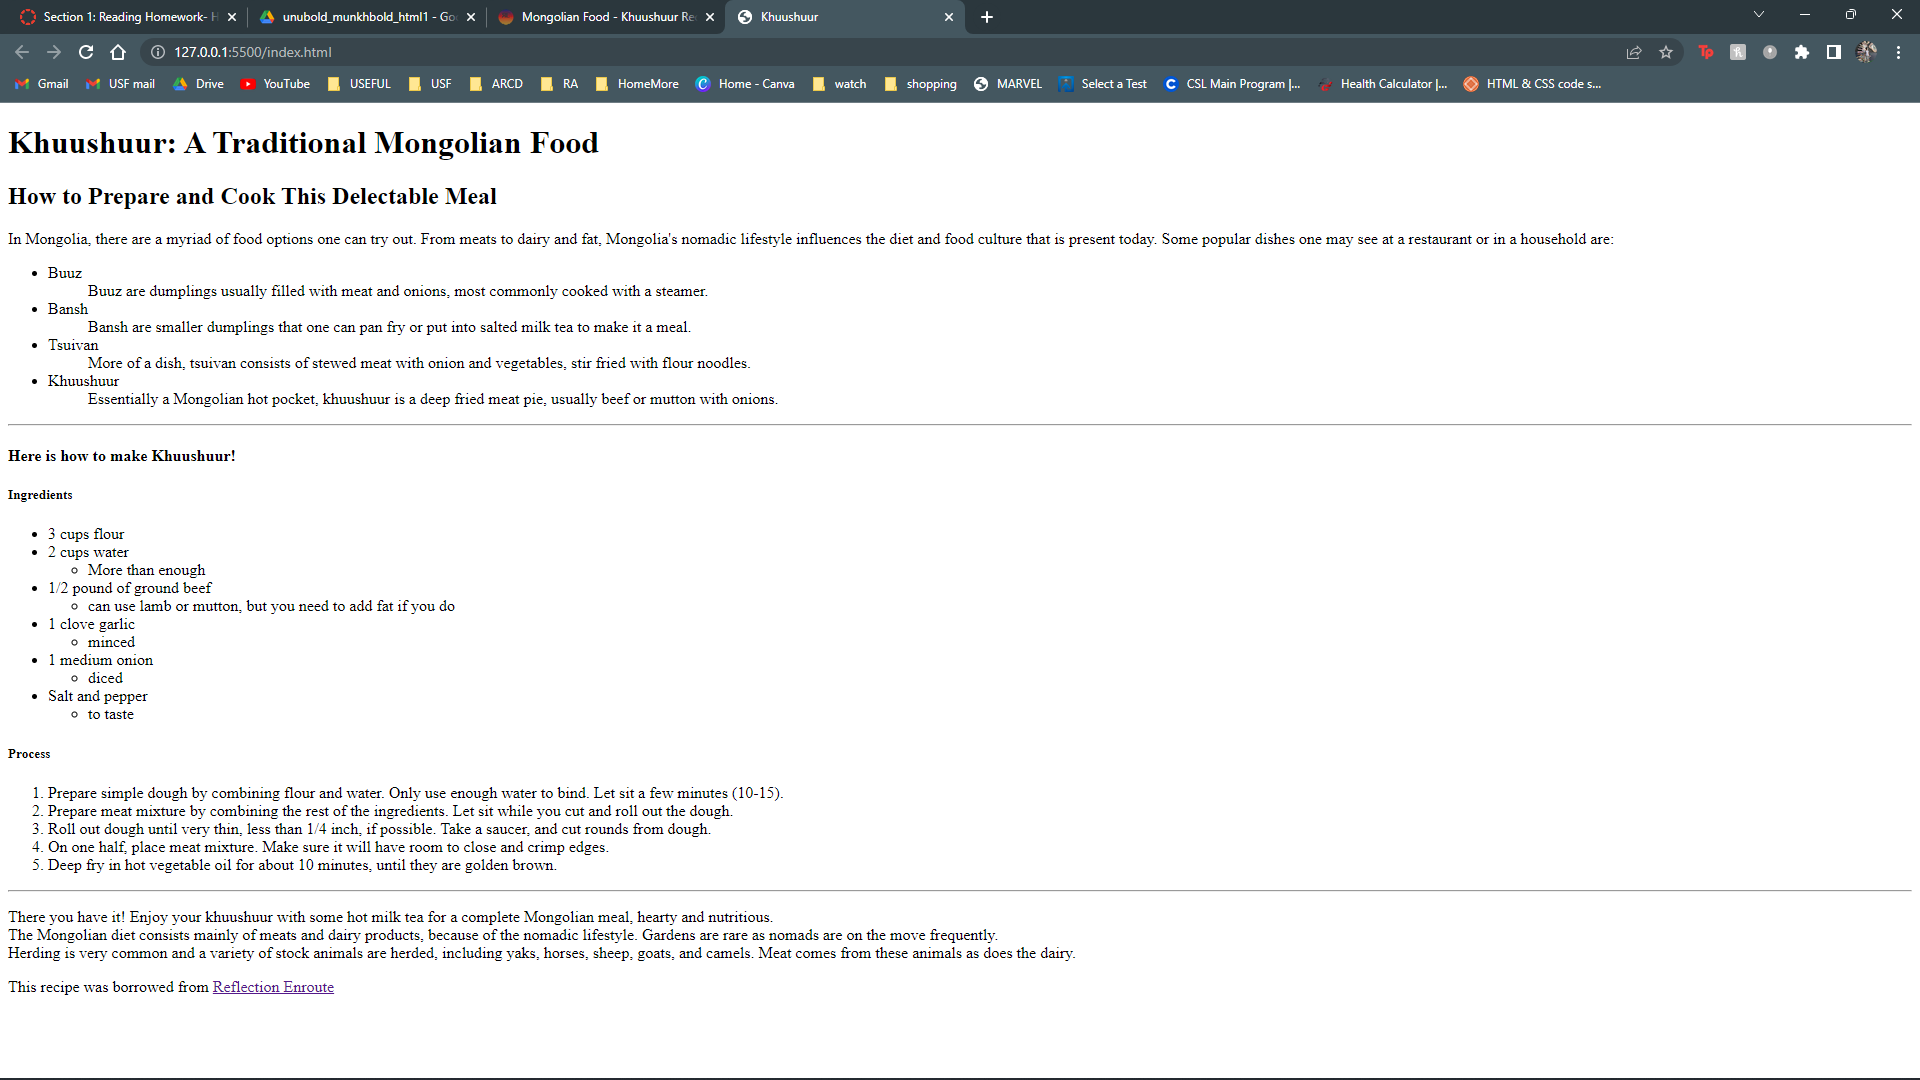 Section 1: Reading Homework- H
unubold_munkhbold_html1 - Go
Mongolian Food - Khuushuur Re
Khuushuur
127.0.0.1:5500/index.html
Gmail
USF mail
Drive
YouTube
USEFUL
USF
ARCD
RA
HomeMore
Home - Canva
watch
shopping
MARVEL
Select a Test
CSL Main Program |...
Health Calculator |...
HTML & CSS code s...
Khuushuur: A Traditional Mongolian Food
How to Prepare and Cook This Delectable Meal
In Mongolia, there are a myriad of food options one can try out. From meats to dairy and fat, Mongolia's nomadic lifestyle influences the diet and food culture that is present today. Some popular dishes one may see at a restaurant or in a household are:
• Buuz
Buuz are dumplings usually filled with meat and onions, most commonly cooked with a steamer.
• Bansh
Bansh are smaller dumplings that one can pan fry or put into salted milk tea to make it a meal.
• Tsuivan
More of a dish, tsuivan consists of stewed meat with onion and vegetables, stir fried with flour noodles.
• Khuushuur
Essentially a Mongolian hot pocket, khuushuur is a deep fried meat pie, usually beef or mutton with onions.
Here is how to make Khuushuur!
Ingredients
• 3 cups flour
• 2 cups water
◦ More than enough
• 1/2 pound of ground beef
◦ can use lamb or mutton, but you need to add fat if you do
• 1 clove garlic
◦ minced
• 1 medium onion
◦ diced
• Salt and pepper
◦ to taste
Process
1. Prepare simple dough by combining flour and water. Only use enough water to bind. Let sit a few minutes (10-15).
2. Prepare meat mixture by combining the rest of the ingredients. Let sit while you cut and roll out the dough.
3. Roll out dough until very thin, less than 1/4 inch, if possible. Take a saucer, and cut rounds from dough.
4. On one half, place meat mixture. Make sure it will have room to close and crimp edges.
5. Deep fry in hot vegetable oil for about 10 minutes, until they are golden brown.
There you have it! Enjoy your khuushuur with some hot milk tea for a complete Mongolian meal, hearty and nutritious.
The Mongolian diet consists mainly of meats and dairy products, because of the nomadic lifestyle. Gardens are rare as nomads are on the move frequently.
Herding is very common and a variety of stock animals are herded, including yaks, horses, sheep, goats, and camels. Meat comes from these animals as does the dairy.
This recipe was borrowed from Reflection Enroute